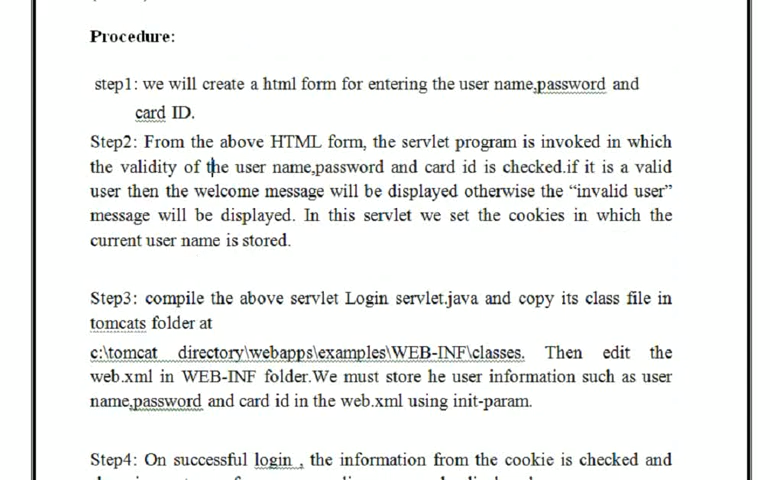 Procedure:
step1: we will create a html form for entering the user name,password and
card ID.
Step2: From the above HTML form, the servlet program is invoked in which
the validity of the user name,password and card id is checked.if it is a valid
user then the welcome message will be displayed otherwise the “invalid user”
message will be displayed. In this servlet we set the cookies in which the
current user name is stored.
Step3: compile the above servlet Login servlet.java and copy its class file in
tomcats folder at
c:\tomcat directory\webapps\examples\WEB-INF\classes. Then edit the
web.xml in WEB-INF folder.We must store he user information such as user
name,password and card id in the web.xml using init-param.
Step4: On successful login , the information from the cookie is checked and